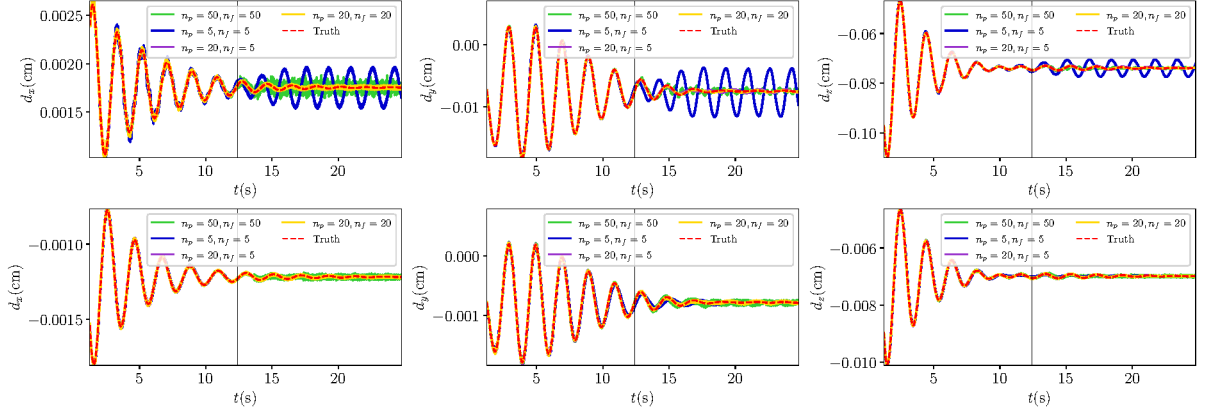 0.0025
0.0020
0.0015
d_x(cm)
n_p = 50, n_f = 50
n_p = 5, n_f = 5
n_p = 20, n_f = 5
n_p = 20, n_f = 20
Truth
5 10 15 20
t(s)
0.00
−0.01
d_y(cm)
n_p = 50, n_f = 50
n_p = 5, n_f = 5
n_p = 20, n_f = 5
n_p = 20, n_f = 20
Truth
5 10 15 20
t(s)
−0.06
−0.08
−0.10
d_z(cm)
n_p = 50, n_f = 50
n_p = 5, n_f = 5
n_p = 20, n_f = 5
n_p = 20, n_f = 20
Truth
5 10 15 20
t(s)
−0.0010
−0.0015
d_x(cm)
n_p = 50, n_f = 50
n_p = 5, n_f = 5
n_p = 20, n_f = 5
n_p = 20, n_f = 20
Truth
5 10 15 20
t(s)
0.000
−0.001
d_y(cm)
n_p = 50, n_f = 50
n_p = 5, n_f = 5
n_p = 20, n_f = 5
n_p = 20, n_f = 20
Truth
5 10 15 20
t(s)
−0.006
−0.008
−0.010
d_z(cm)
n_p = 50, n_f = 50
n_p = 5, n_f = 5
n_p = 20, n_f = 5
n_p = 20, n_f = 20
Truth
5 10 15 20
t(s)